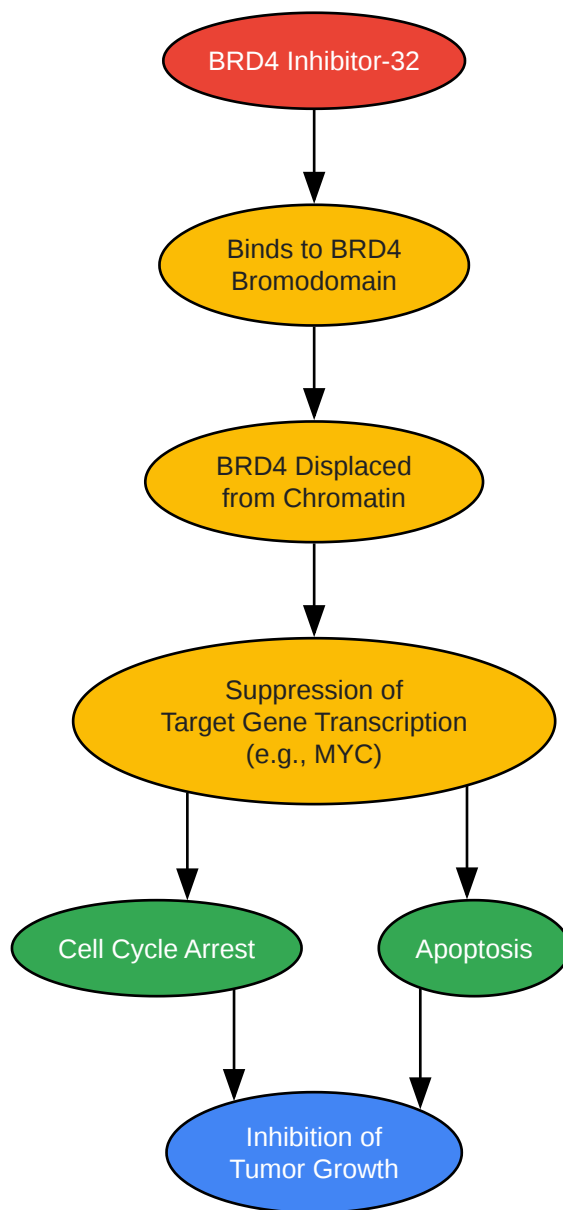 BRD4 Inhibitor-32
Binds to BRD4
Bromodomain
BRD4 Displaced
from Chromatin
Suppression of
Target Gene Transcription
(e.g., MYC)
Cell Cycle Arrest
Apoptosis
Inhibition of
Tumor Growth